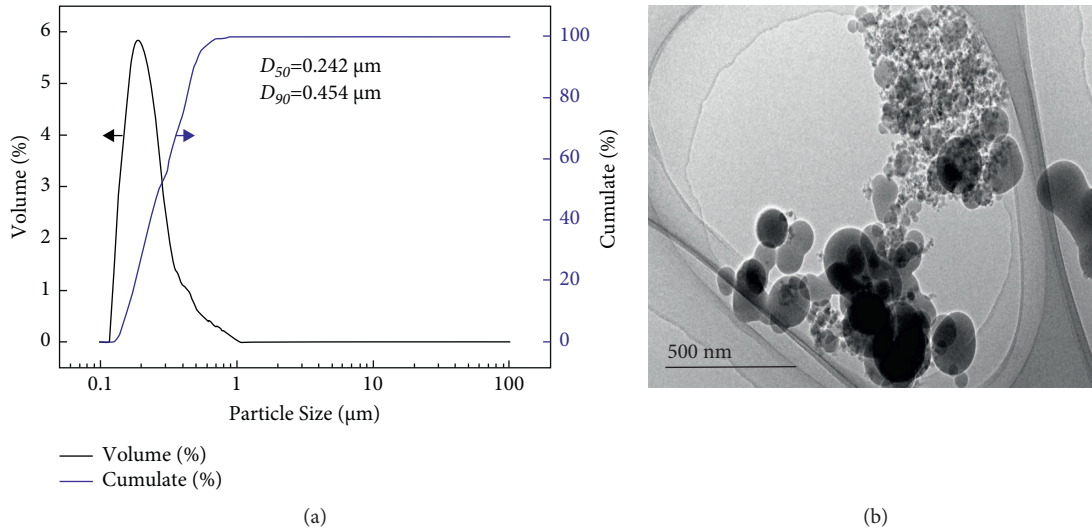 6
5
4
3
2
1
0
Volume (%)
100
80
60
40
20
0
Cumulate (%)
D50=0.242 µm
D90=0.454 µm
0.1
1
10
100
Particle Size (µm)
Volume (%)
Cumulate (%)
(a)
500 nm
(b)